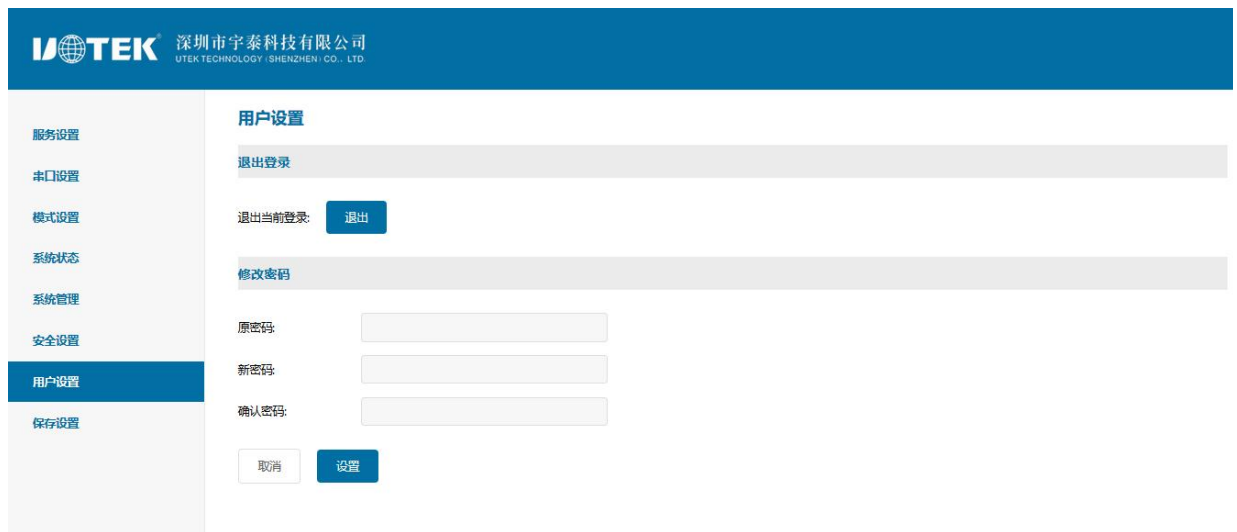 UOTEK®
深圳市宇泰科技有限公司
UTEK TECHNOLOGY (SHENZHEN) CO., LTD.
服务设置
串口设置
模式设置
系统状态
系统管理
安全设置
用户设置
保存设置
用户设置
退出登录
退出当前登录: 退出
修改密码
原密码:
新密码:
确认密码:
取消 设置